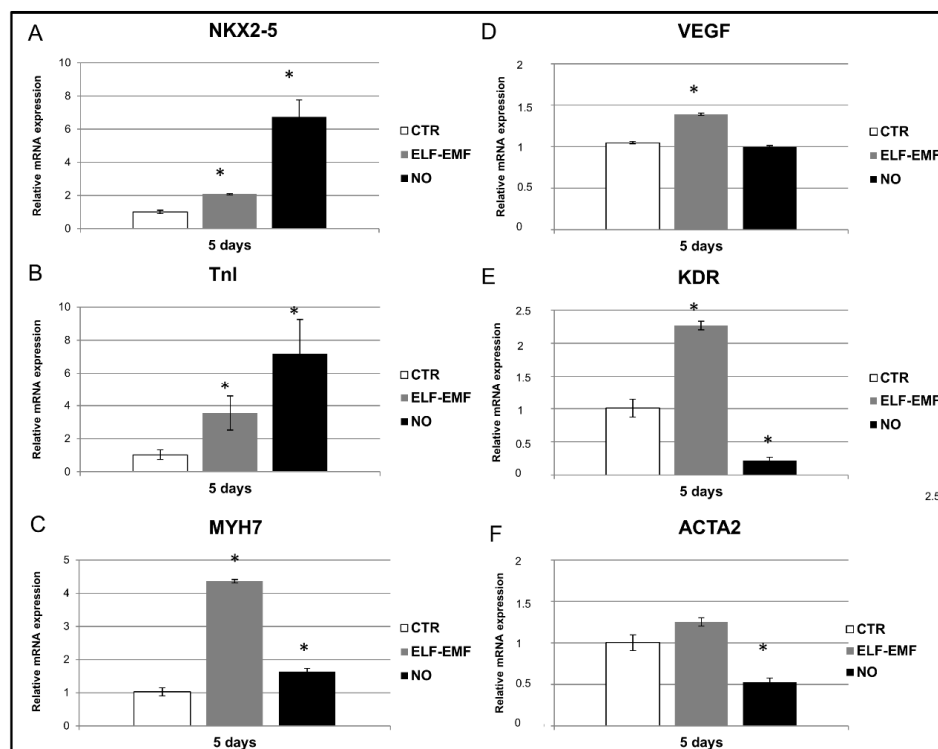 A
NKX2-5
Relative mRNA expression
10
8
6
4
2
0
*
*
5 days
CTR
ELF-EMF
NO
B
TnI
Relative mRNA expression
10
8
6
4
2
0
*
*
5 days
CTR
ELF-EMF
NO
C
MYH7
Relative mRNA expression
5
4
3
2
1
0
*
*
5 days
CTR
ELF-EMF
NO
D
VEGF
Relative mRNA expression
2
1.5
1
0.5
0
*
5 days
CTR
ELF-EMF
NO
E
KDR
Relative mRNA expression
2.5
2
1.5
1
0.5
0
*
*
5 days
CTR
ELF-EMF
NO
2.5
F
ACTA2
Relative mRNA expression
2
1.5
1
0.5
0
*
5 days
CTR
ELF-EMF
NO